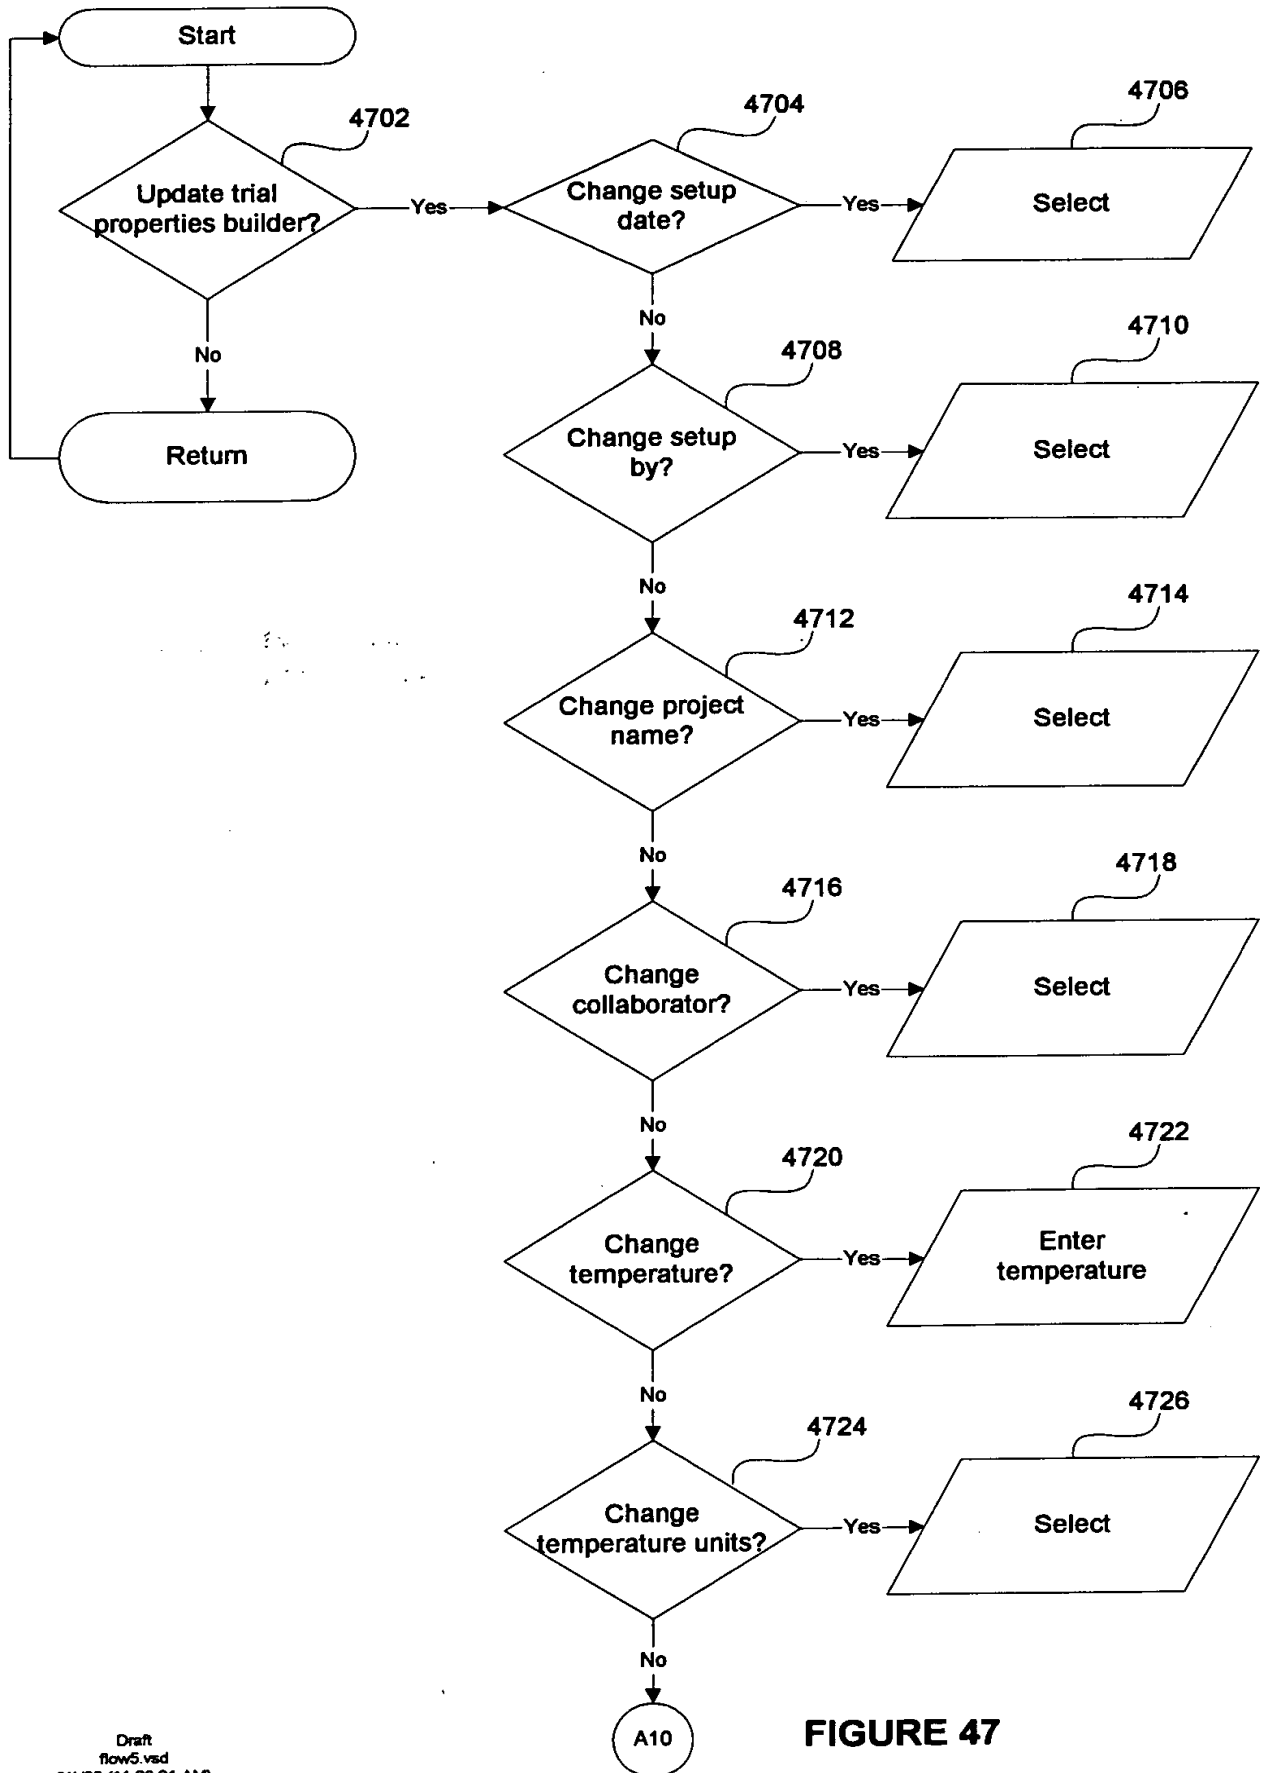 Start
4702
Update trial
properties builder?
Yes
No
Return
4704
Change setup
date?
Yes
4706
Select
No
4708
Change setup
by?
Yes
4710
Select
No
4712
Change project
name?
Yes
4714
Select
No
4716
Change
collaborator?
Yes
4718
Select
No
4720
Change
temperature?
Yes
4722
Enter
temperature
No
4724
Change
temperature units?
Yes
4726
Select
No
A10
FIGURE 47
Draft
flow5.vsd